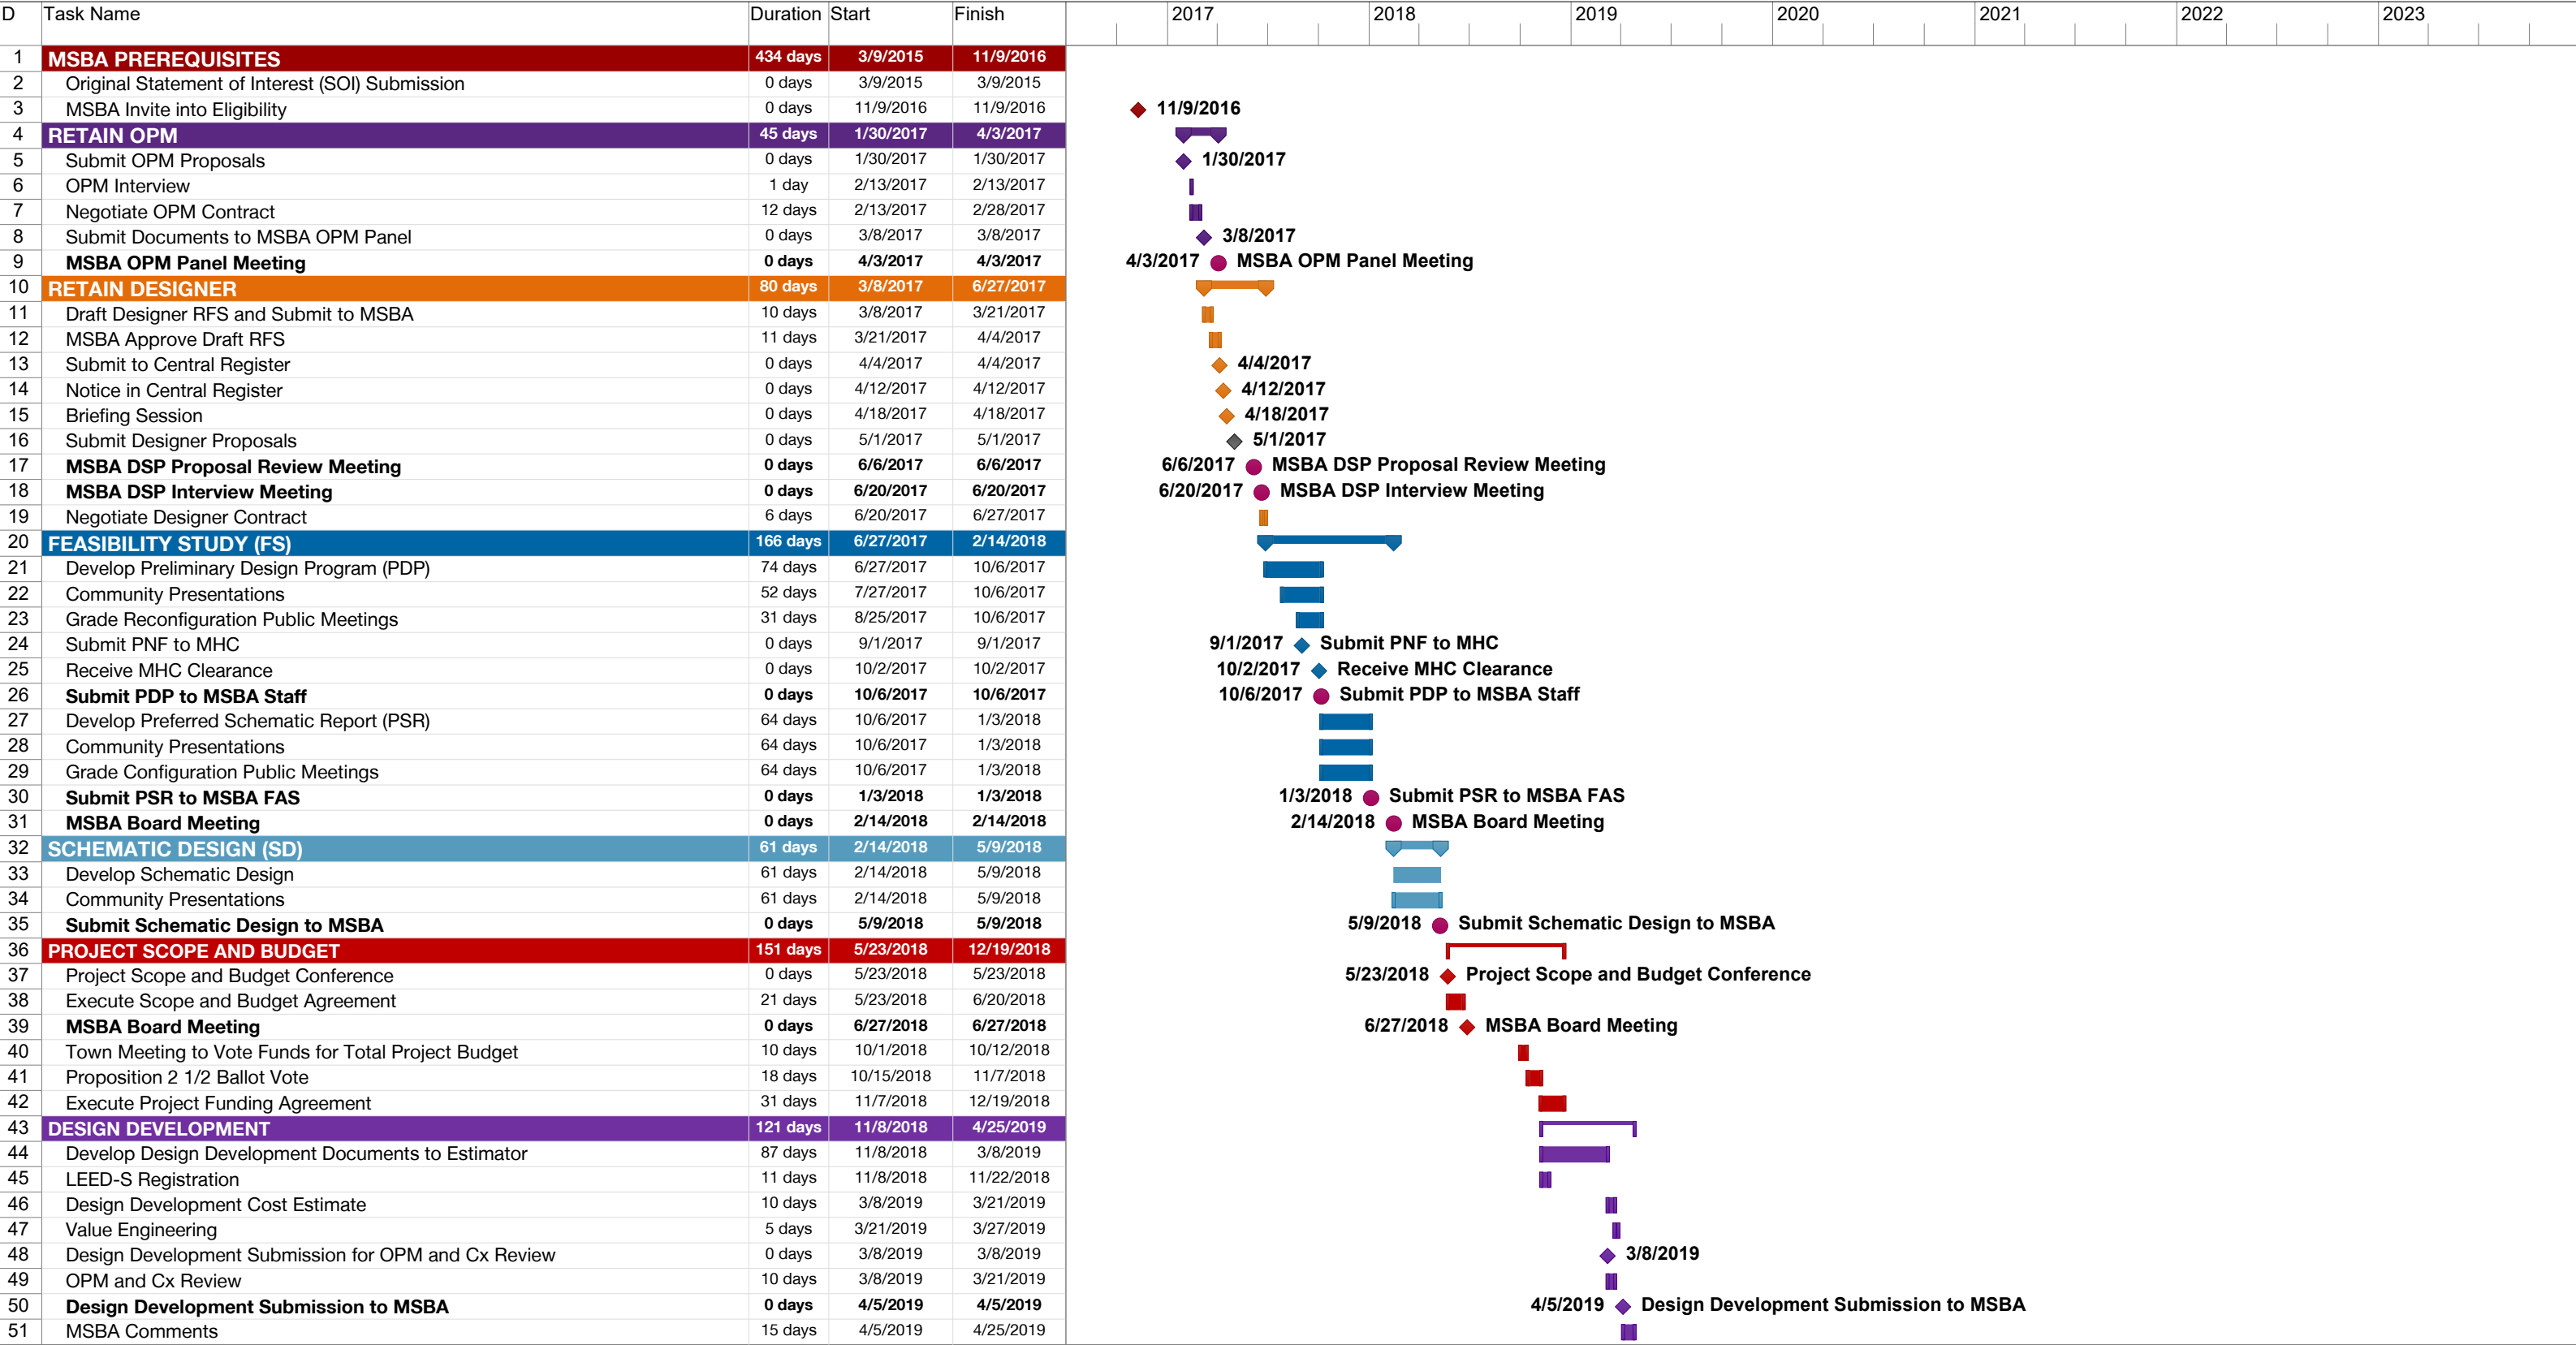 D Task Name Duration Start Finish 2017 2018 2019 2020 2021 2022 2023
1 MSBA PREREQUISITES 434 days 3/9/2015 11/9/2016
2 Original Statement of Interest (SOI) Submission 0 days 3/9/2015 3/9/2015
3 MSBA Invite into Eligibility 0 days 11/9/2016 11/9/2016 11/9/2016
4 RETAIN OPM 45 days 1/30/2017 4/3/2017
5 Submit OPM Proposals 0 days 1/30/2017 1/30/2017 1/30/2017
6 OPM Interview 1 day 2/13/2017 2/13/2017
7 Negotiate OPM Contract 12 days 2/13/2017 2/28/2017
8 Submit Documents to MSBA OPM Panel 0 days 3/8/2017 3/8/2017 3/8/2017
9 MSBA OPM Panel Meeting 0 days 4/3/2017 4/3/2017 4/3/2017 MSBA OPM Panel Meeting
10 RETAIN DESIGNER 80 days 3/8/2017 6/27/2017
11 Draft Designer RFS and Submit to MSBA 10 days 3/8/2017 3/21/2017
12 MSBA Approve Draft RFS 11 days 3/21/2017 4/4/2017
13 Submit to Central Register 0 days 4/4/2017 4/4/2017 4/4/2017
14 Notice in Central Register 0 days 4/12/2017 4/12/2017 4/12/2017
15 Briefing Session 0 days 4/18/2017 4/18/2017 4/18/2017
16 Submit Designer Proposals 0 days 5/1/2017 5/1/2017 5/1/2017
17 MSBA DSP Proposal Review Meeting 0 days 6/6/2017 6/6/2017 6/6/2017 MSBA DSP Proposal Review Meeting
18 MSBA DSP Interview Meeting 0 days 6/20/2017 6/20/2017 6/20/2017 MSBA DSP Interview Meeting
19 Negotiate Designer Contract 6 days 6/20/2017 6/27/2017
20 FEASIBILITY STUDY (FS) 166 days 6/27/2017 2/14/2018
21 Develop Preliminary Design Program (PDP) 74 days 6/27/2017 10/6/2017
22 Community Presentations 52 days 7/27/2017 10/6/2017
23 Grade Reconfiguration Public Meetings 31 days 8/25/2017 10/6/2017
24 Submit PNF to MHC 0 days 9/1/2017 9/1/2017 9/1/2017 Submit PNF to MHC
25 Receive MHC Clearance 0 days 10/2/2017 10/2/2017 10/2/2017 Receive MHC Clearance
26 Submit PDP to MSBA Staff 0 days 10/6/2017 10/6/2017 10/6/2017 Submit PDP to MSBA Staff
27 Develop Preferred Schematic Report (PSR) 64 days 10/6/2017 1/3/2018
28 Community Presentations 64 days 10/6/2017 1/3/2018
29 Grade Configuration Public Meetings 64 days 10/6/2017 1/3/2018
30 Submit PSR to MSBA FAS 0 days 1/3/2018 1/3/2018 1/3/2018 Submit PSR to MSBA FAS
31 MSBA Board Meeting 0 days 2/14/2018 2/14/2018 2/14/2018 MSBA Board Meeting
32 SCHEMATIC DESIGN (SD) 61 days 2/14/2018 5/9/2018
33 Develop Schematic Design 61 days 2/14/2018 5/9/2018
34 Community Presentations 61 days 2/14/2018 5/9/2018
35 Submit Schematic Design to MSBA 0 days 5/9/2018 5/9/2018 5/9/2018 Submit Schematic Design to MSBA
36 PROJECT SCOPE AND BUDGET 151 days 5/23/2018 12/19/2018
37 Project Scope and Budget Conference 0 days 5/23/2018 5/23/2018 5/23/2018 Project Scope and Budget Conference
38 Execute Scope and Budget Agreement 21 days 5/23/2018 6/20/2018
39 MSBA Board Meeting 0 days 6/27/2018 6/27/2018 6/27/2018 MSBA Board Meeting
40 Town Meeting to Vote Funds for Total Project Budget 10 days 10/1/2018 10/12/2018
41 Proposition 2 1/2 Ballot Vote 18 days 10/15/2018 11/7/2018
42 Execute Project Funding Agreement 31 days 11/7/2018 12/19/2018
43 DESIGN DEVELOPMENT 121 days 11/8/2018 4/25/2019
44 Develop Design Development Documents to Estimator 87 days 11/8/2018 3/8/2019
45 LEED-S Registration 11 days 11/8/2018 11/22/2018
46 Design Development Cost Estimate 10 days 3/8/2019 3/21/2019
47 Value Engineering 5 days 3/21/2019 3/27/2019
48 Design Development Submission for OPM and Cx Review 0 days 3/8/2019 3/8/2019 3/8/2019
49 OPM and Cx Review 10 days 3/8/2019 3/21/2019
50 Design Development Submission to MSBA 0 days 4/5/2019 4/5/2019 4/5/2019 Design Development Submission to MSBA
51 MSBA Comments 15 days 4/5/2019 4/25/2019